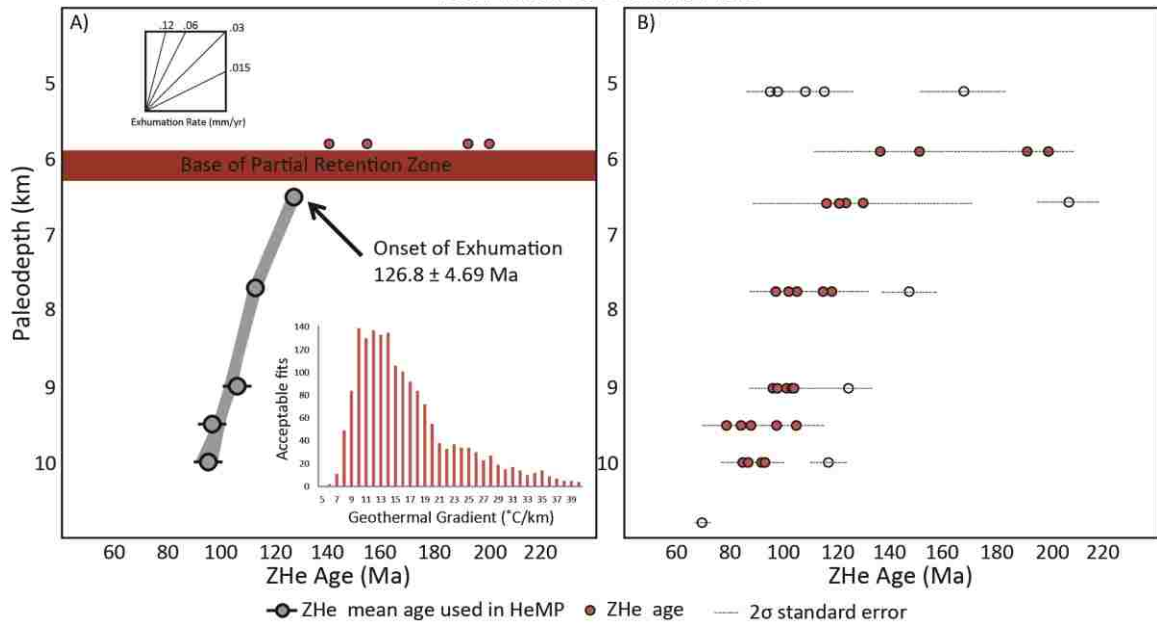 A)
.12 .06 .03
.015
Exhumation Rate (mm/yr)
Base of Partial Retention Zone
Onset of Exhumation
126.8 ± 4.69 Ma
Paleodepth (km)
5
6
7
8
9
10
Acceptable fits
140
120
100
80
60
40
20
0
5 7 9 11 13 15 17 19 21 23 25 27 29 31 33 35 37 39
Geothermal Gradient (˚C/km)
60 80 100 120 140 160 180 200 220
ZHe Age (Ma)
B)
5
6
7
8
9
10
60 80 100 120 140 160 180 200 220
ZHe Age (Ma)
ZHe mean age used in HeMP ZHe age 2σ standard error